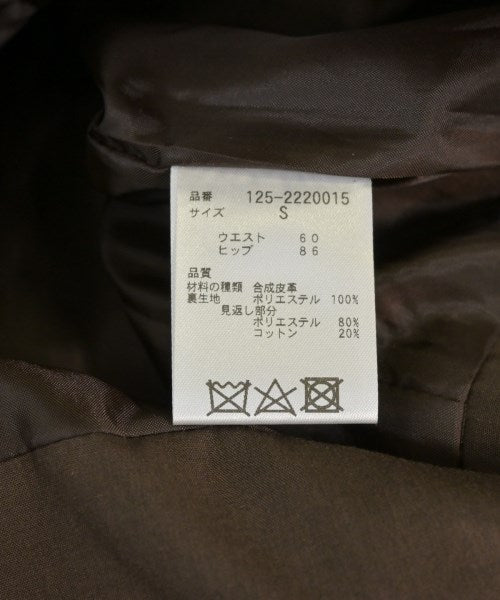 品番 125-2220015
サイズ S
ウエスト 60
ヒップ 86
品質
材料の種類 合成皮革
裏生地 ポリエステル 100%
見返し部分
ポリエステル 80%
コットン 20%